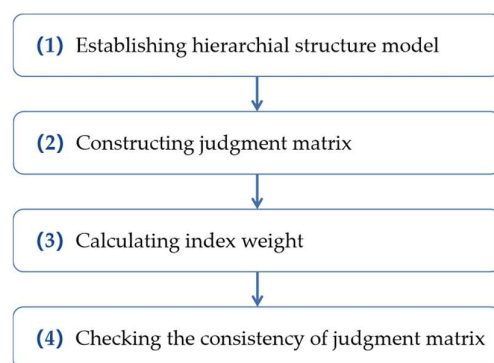 (1) Establishing hierarchial structure model
(2) Constructing judgment matrix
(3) Calculating index weight
(4) Checking the consistency of judgment matrix